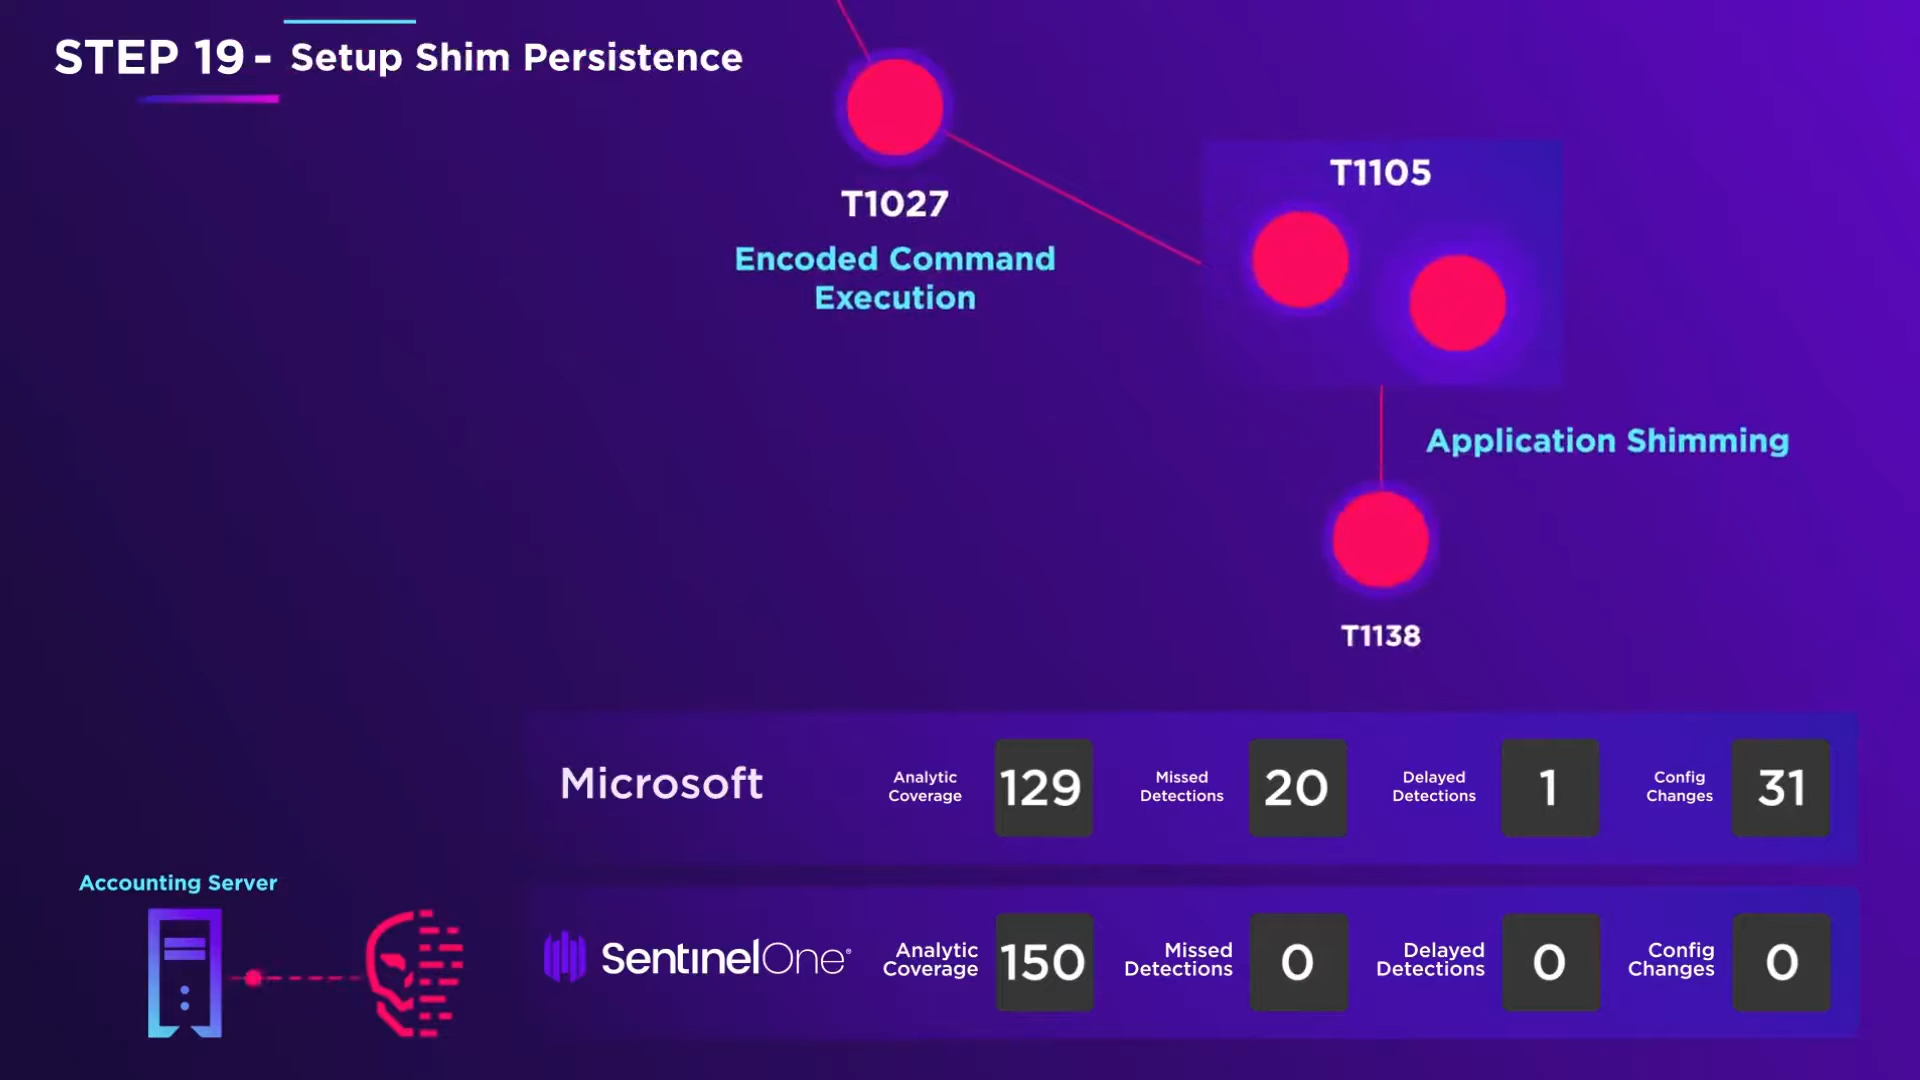 STEP 19 - Setup Shim Persistence
T1027
Encoded Command
Execution
T1105
Application Shimming
T1138
Microsoft
Analytic
Coverage
129
Missed
Detections
20
Delayed
Detections
1
Config
Changes
31
Accounting Server
SentinelOne®
Analytic
Coverage
150
Missed
Detections
0
Delayed
Detections
0
Config
Changes
0